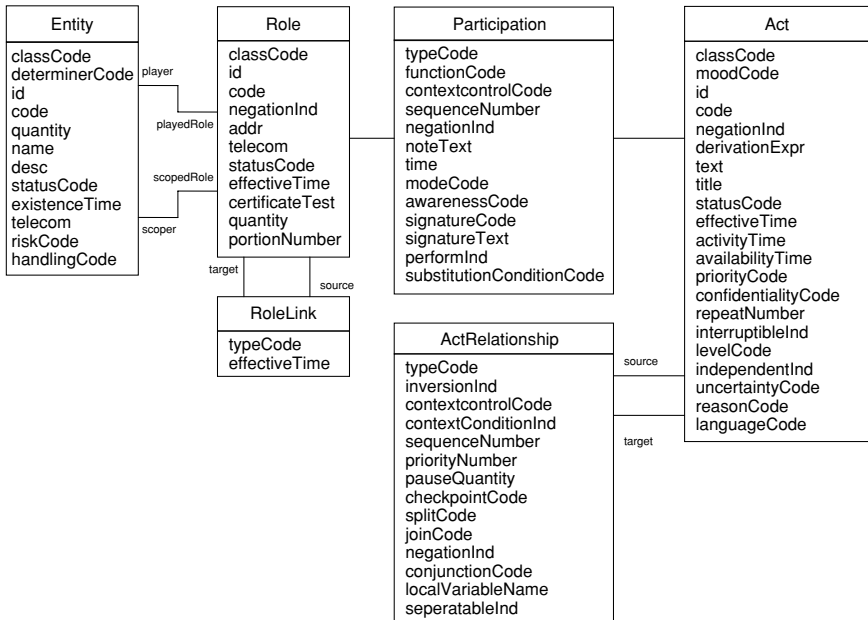 Entity
classCode
determinerCode
id
code
quantity
name
desc
statusCode
existenceTime
telecom
riskCode
handlingCode
player
playedRole
scopedRole
scoper
Role
classCode
id
code
negationInd
addr
telecom
statusCode
effectiveTime
certificateTest
quantity
portionNumber
target
source
RoleLink
typeCode
effectiveTime
Participation
typeCode
functionCode
contextcontrolCode
sequenceNumber
negationInd
noteText
time
modeCode
awarenessCode
signatureCode
signatureText
performInd
substitutionConditionCode
ActRelationship
typeCode
inversionInd
contextcontrolCode
contextConditionInd
sequenceNumber
priorityNumber
pauseQuantity
checkpointCode
splitCode
joinCode
negationInd
conjunctionCode
localVariableName
seperatableInd
source
target
Act
classCode
moodCode
id
code
negationInd
derivationExpr
text
title
statusCode
effectiveTime
activityTime
availabilityTime
priorityCode
confidentialityCode
repeatNumber
interruptibleInd
levelCode
independentInd
uncertaintyCode
reasonCode
languageCode